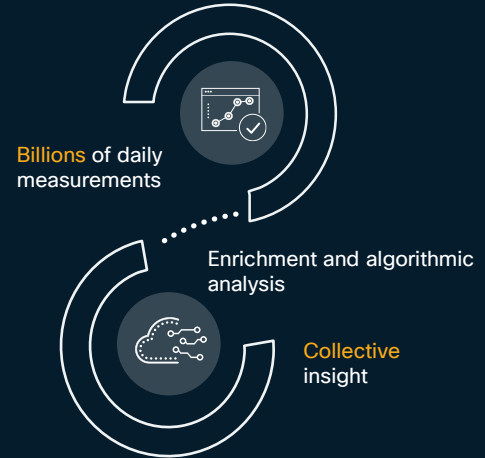 Billions of daily
measurements
Enrichment and algorithmic
analysis
Collective
insight